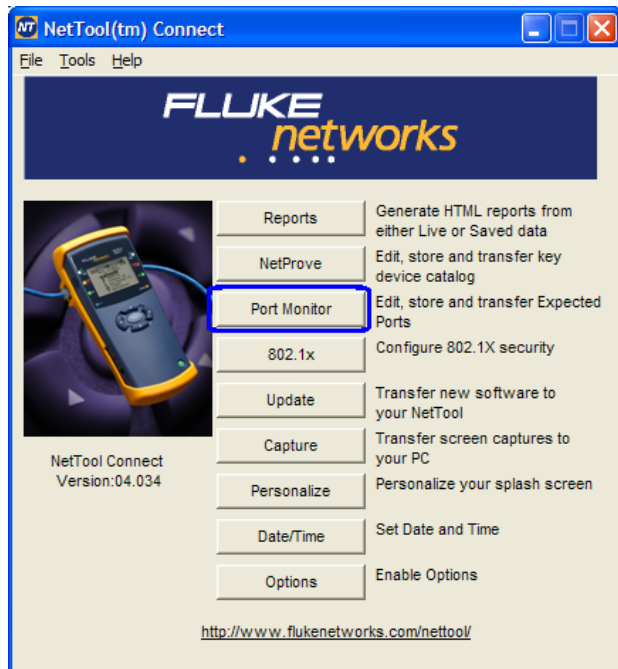 NT NetTool(tm) Connect
File Tools Help
FLUKE
networks
Reports
Generate HTML reports from
either Live or Saved data
NetProve
Edit, store and transfer key
device catalog
Port Monitor
Edit, store and transfer Expected
Ports
802.1x
Configure 802.1X security
Update
Transfer new software to
your NetTool
Capture
Transfer screen captures to
your PC
NetTool Connect
Version:04.034
Personalize
Personalize your splash screen
Date/Time
Set Date and Time
Options
Enable Options
http://www.flukenetworks.com/nettool/